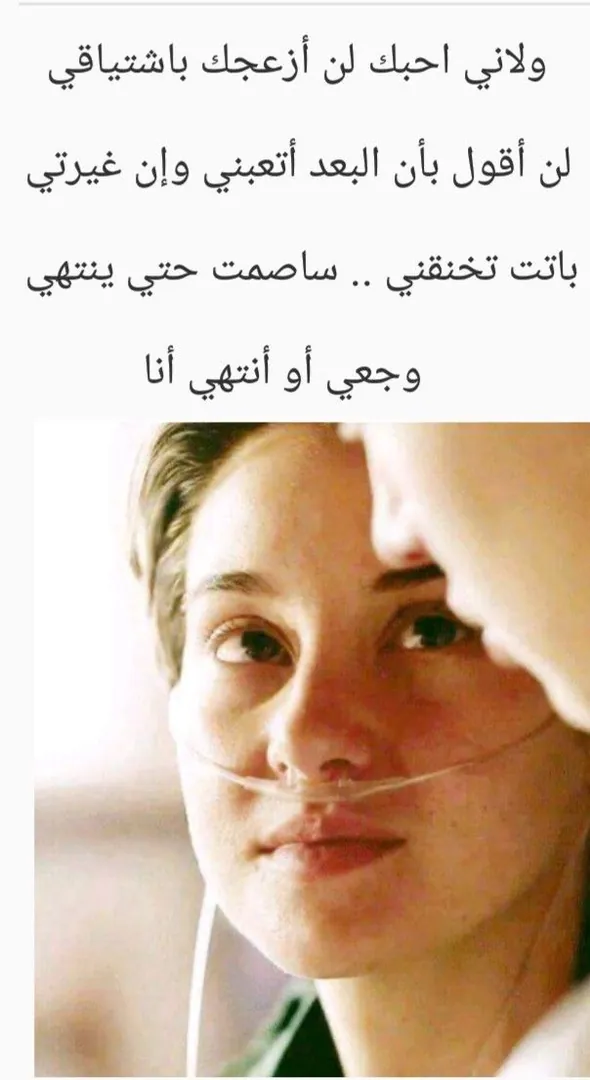 ولاني احبك لن أزعجك باشتياقي
لن أقول بأن البعد أتعبني وإن غيرتي
باتت تخنقني .. ساصمت حتي ينتهي
وجعي أو أنتهي أنا